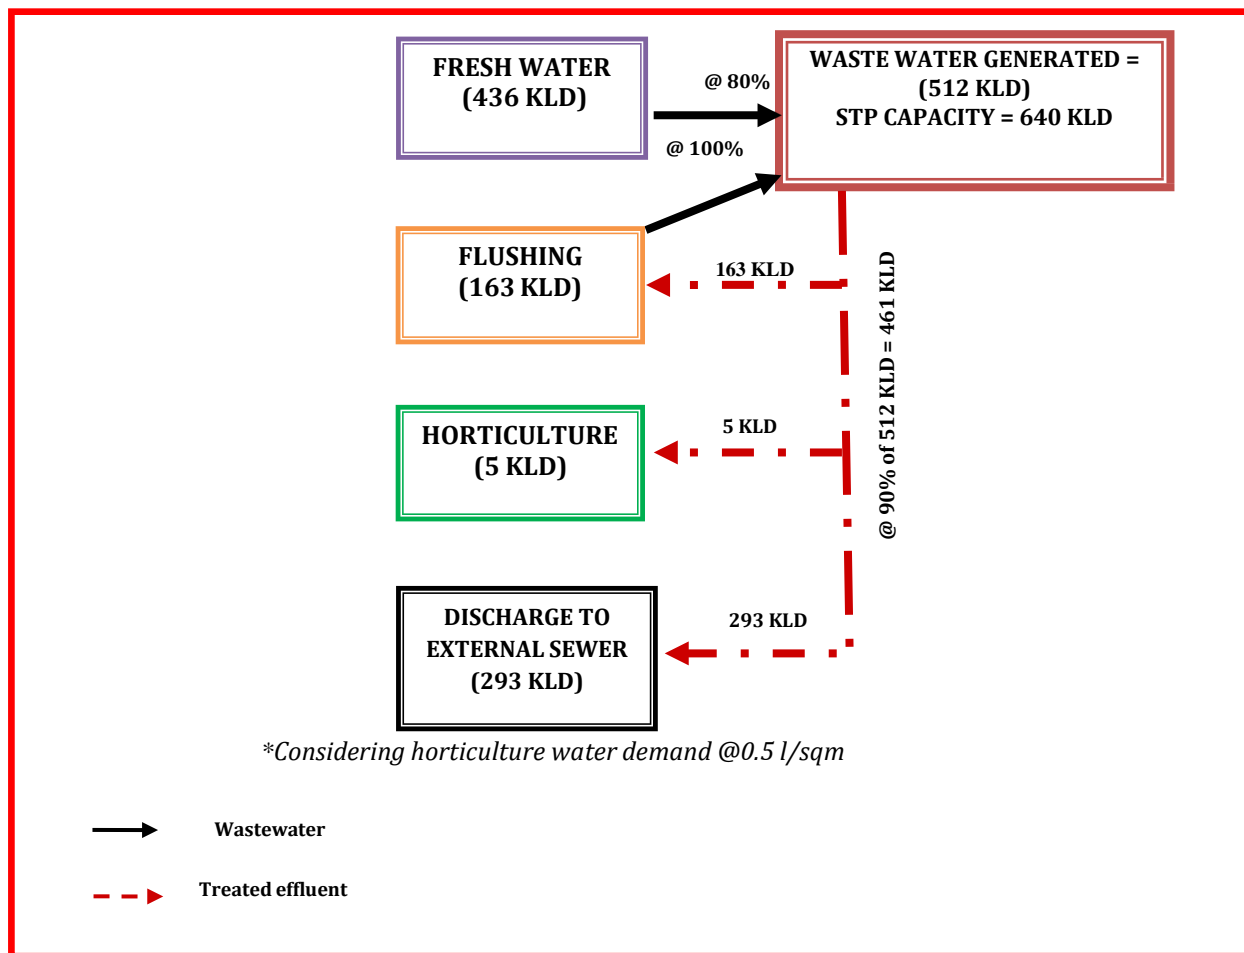 FRESH WATER
(436 KLD)
@ 80%
WASTE WATER GENERATED =
(512 KLD)
STP CAPACITY = 640 KLD
@ 100%
FLUSHING
(163 KLD)
163 KLD
@ 90% of 512 KLD = 461 KLD
HORTICULTURE
(5 KLD)
5 KLD
DISCHARGE TO
EXTERNAL SEWER
(293 KLD)
293 KLD
*Considering horticulture water demand @0.5 l/sqm
Wastewater
Treated effluent